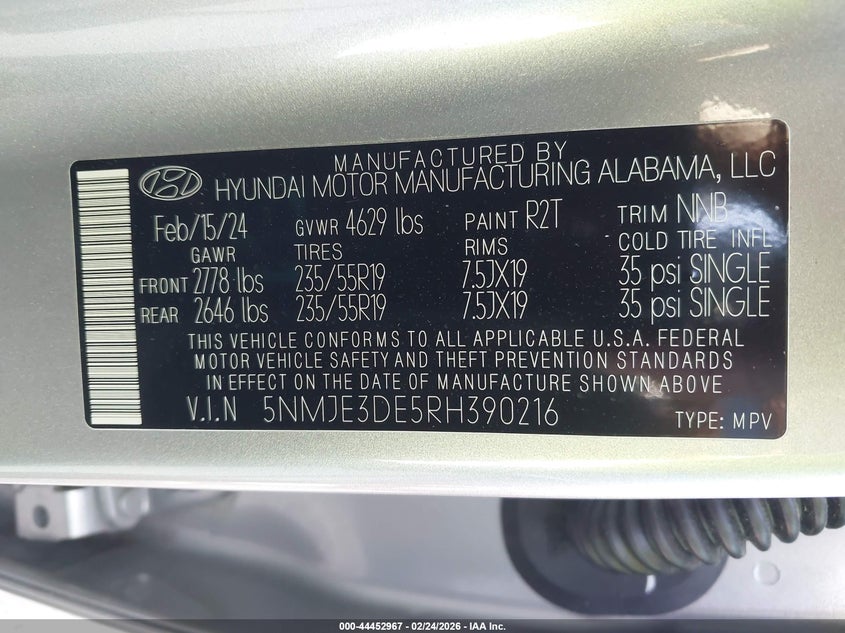 MANUFACTURED BY
HYUNDAI MOTOR MANUFACTURING ALABAMA, LLC
Feb/15/24 GVWR 4629 lbs PAINT R2T TRIM NNB
GAWR TIRES RIMS COLD TIRE INFL
FRONT 2778 lbs 235/55R19 7.5JX19 35 psi SINGLE
REAR 2646 lbs 235/55R19 7.5JX19 35 psi SINGLE
THIS VEHICLE CONFORMS TO ALL APPLICABLE U.S.A. FEDERAL
MOTOR VEHICLE SAFETY AND THEFT PREVENTION STANDARDS
IN EFFECT ON THE DATE OF MANUFACTURE SHOWN ABOVE
V.I.N 5NMJE3DE5RH390216 TYPE: MPV
000-44452967 - 02/24/2026 - IAA Inc.